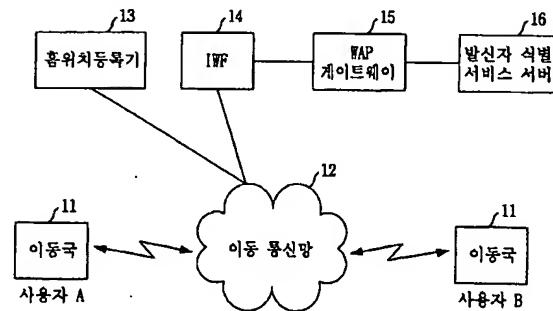 13
14
15
16
홈위치등록기
IWF
WAP
게이트웨이
발신자 식별
서비스 서버
12
11
이동국
사용자 A
이동 통신망
11
이동국
사용자 B